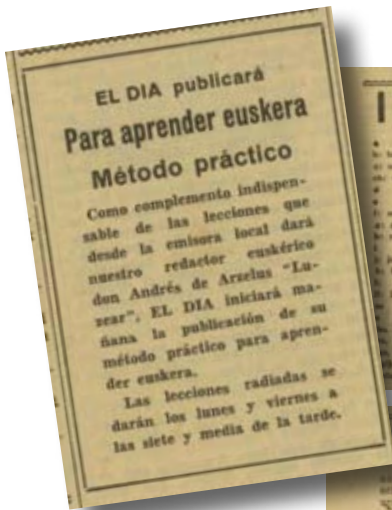 EL DIA publicará
Para aprender euskera
Método práctico
Como complemento indispen-
sable de las lecciones que
desde la emisora local dará
nuestro redactor euskérico
don Andrés de Arzelus "Lu-
zear", EL DIA iniciará ma-
ñana la publicación de su
método práctico para apren-
der euskera.
Las lecciones radiadas se
darán los lunes y viernes a
las siete y media de la tarde.